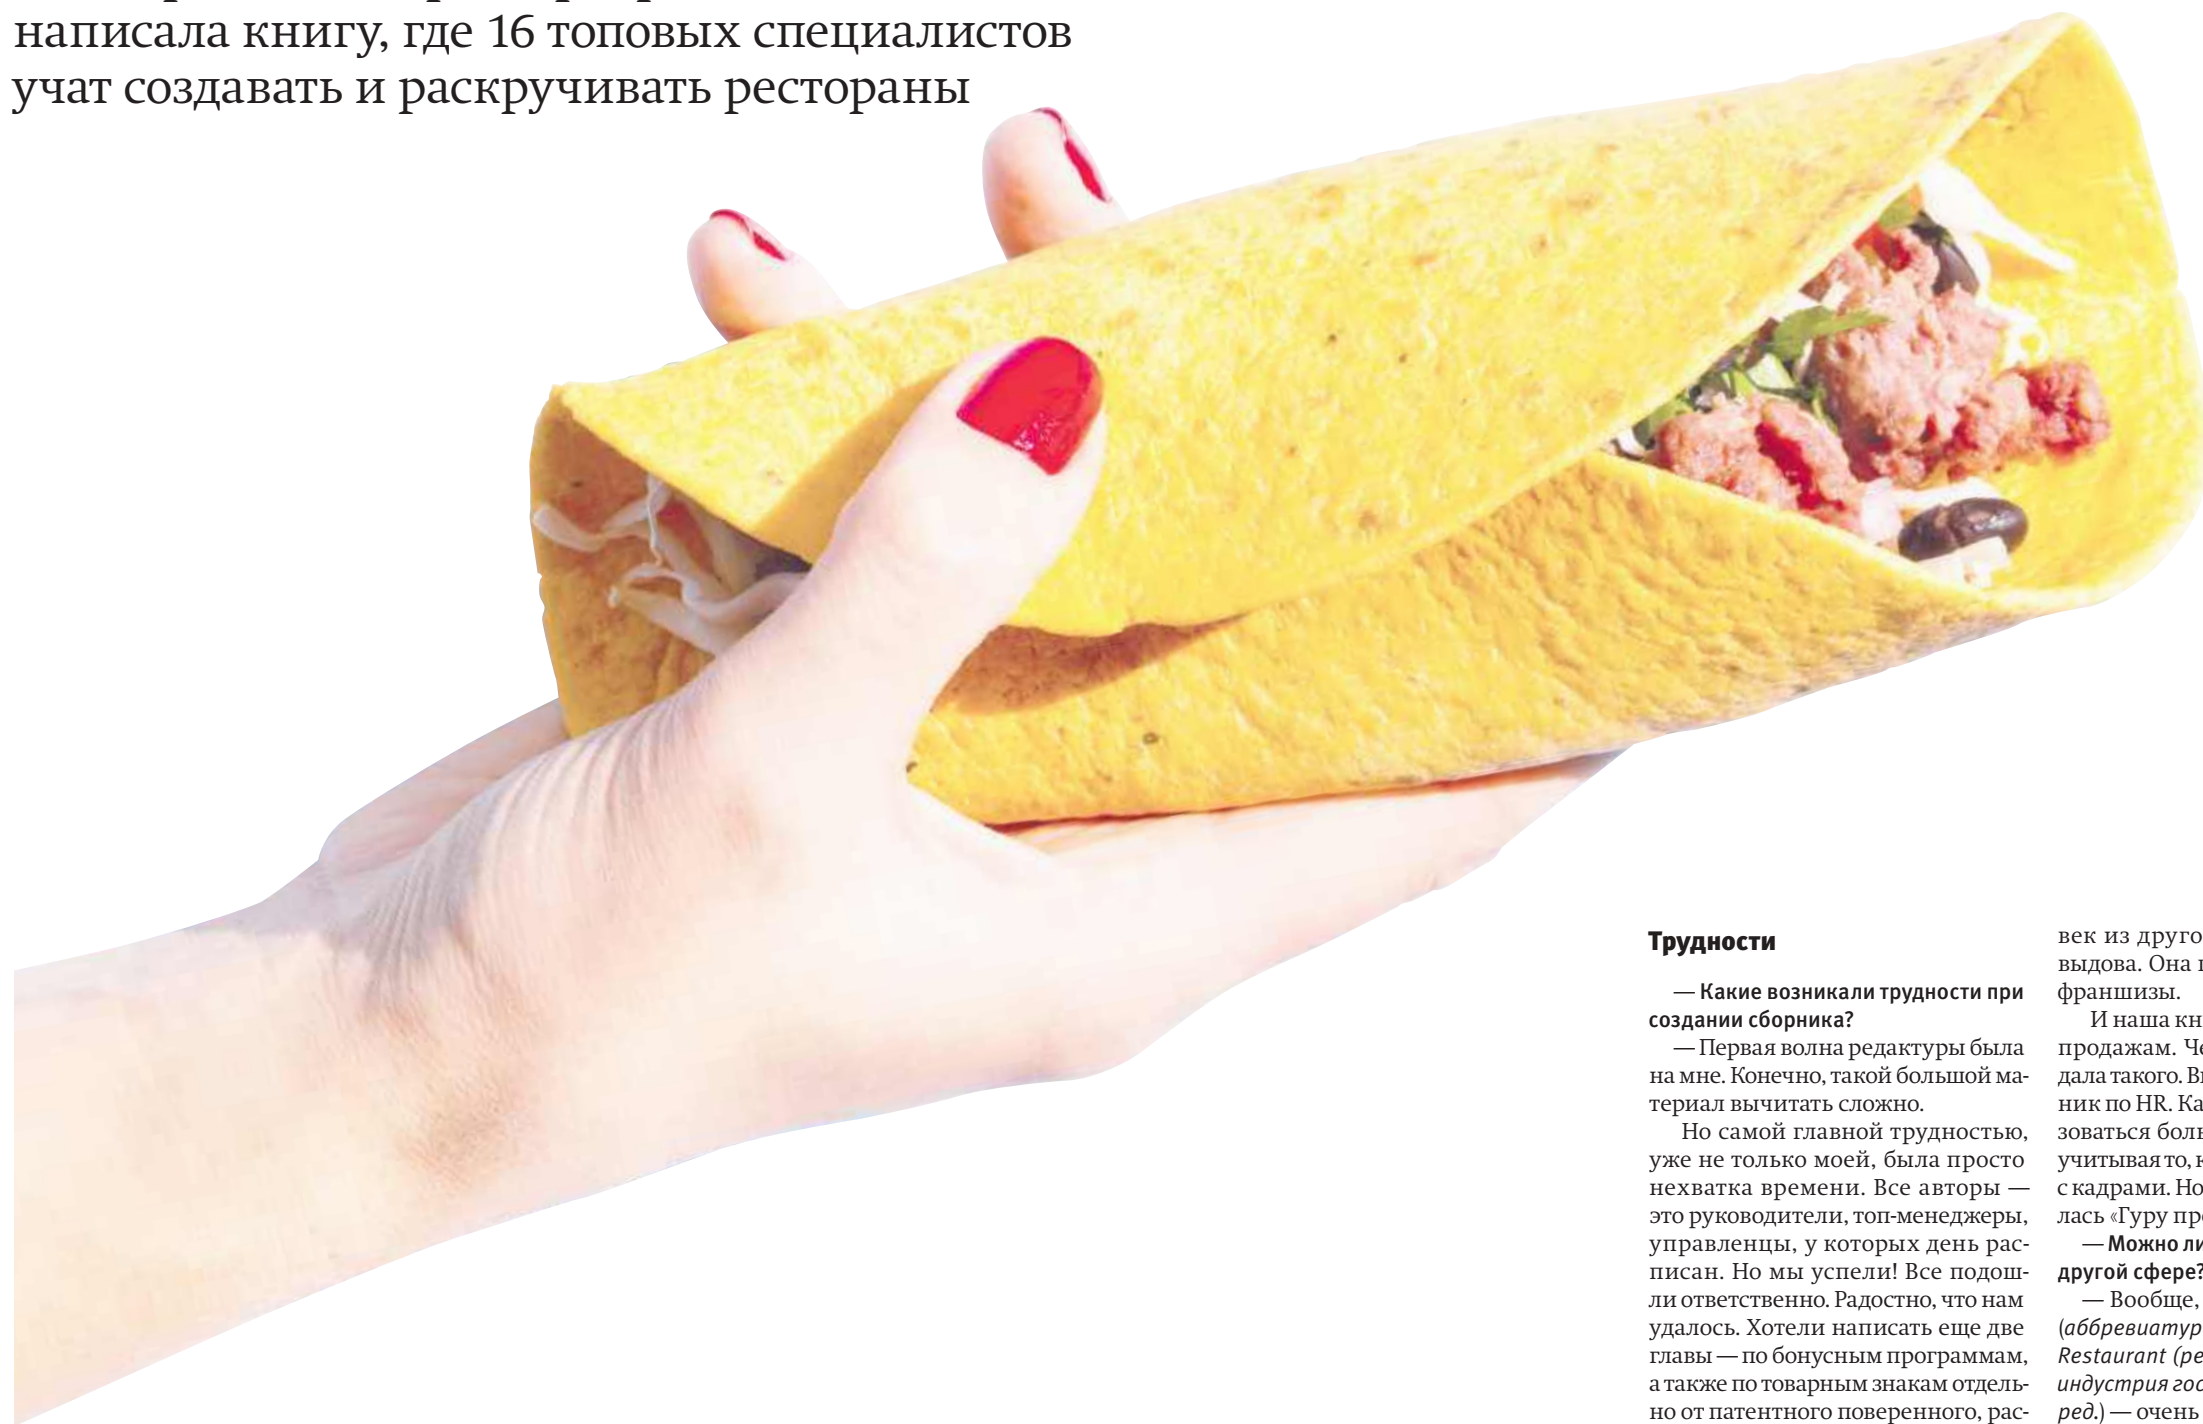 написала книгу, где 16 топовых специалистов
учат создавать и раскручивать рестораны
Трудности
— Какие возникали трудности при
создании сборника?
— Первая волна редактуры была
на мне. Конечно, такой большой ма-
териал вычитать сложно.
Но самой главной трудностью,
уже не только моей, была просто
нехватка времени. Все авторы —
это руководители, топ-менеджеры,
управленцы, у которых день рас-
писан. Но мы успели! Все подош-
ли ответственно. Радостно, что нам
удалось. Хотели написать еще две
главы — по бонусным программам,
а также по товарным знакам отдель-
но от патентного поверенного, рас-
век из друго
выдова. Она
франшизы.
И наша кн
продажам. Че
дала такого. В
ник по HR. Ка
зоваться боль
учитывая то, к
с кадрами. Но
лась «Гуру пр
— Можно ли
другой сфере?
— Вообще,
(аббревиатур
Restaurant (ре
индустрия гос
ред.) — очень